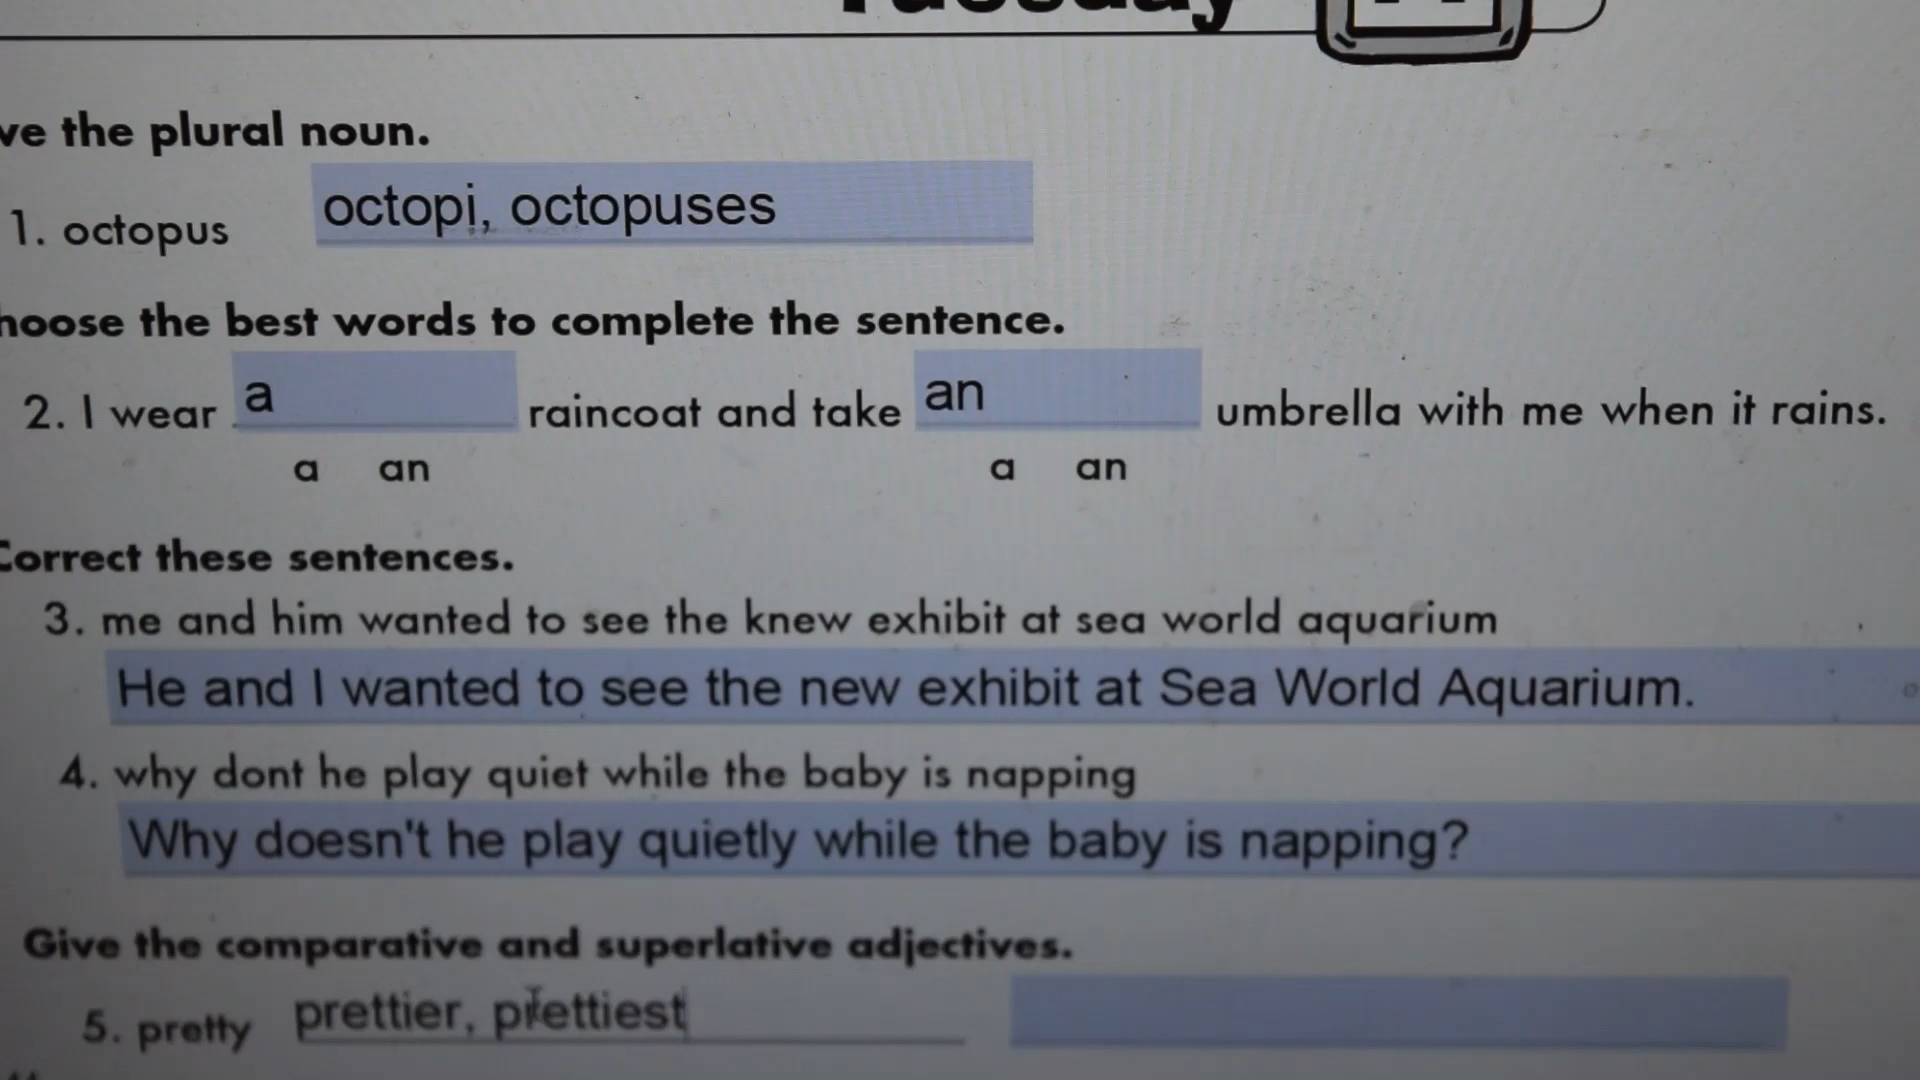 Tuesday
ve the plural noun.
1. octopus octopi, octopuses
hoose the best words to complete the sentence.
2. I wear a raincoat and take an umbrella with me when it rains.
a an a an
Correct these sentences.
3. me and him wanted to see the knew exhibit at sea world aquarium
He and I wanted to see the new exhibit at Sea World Aquarium.
4. why dont he play quiet while the baby is napping
Why doesn't he play quietly while the baby is napping?
Give the comparative and superlative adjectives.
5. pretty prettier, prettiest